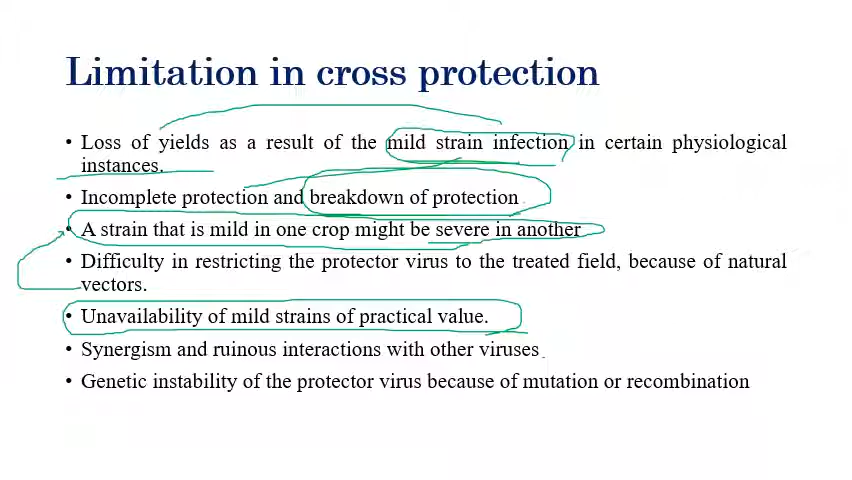 Limitation in cross protection
• Loss of yields as a result of the mild strain infection in certain physiological
instances.
• Incomplete protection and breakdown of protection
• A strain that is mild in one crop might be severe in another
• Difficulty in restricting the protector virus to the treated field, because of natural
vectors.
• Unavailability of mild strains of practical value.
• Synergism and ruinous interactions with other viruses
• Genetic instability of the protector virus because of mutation or recombination